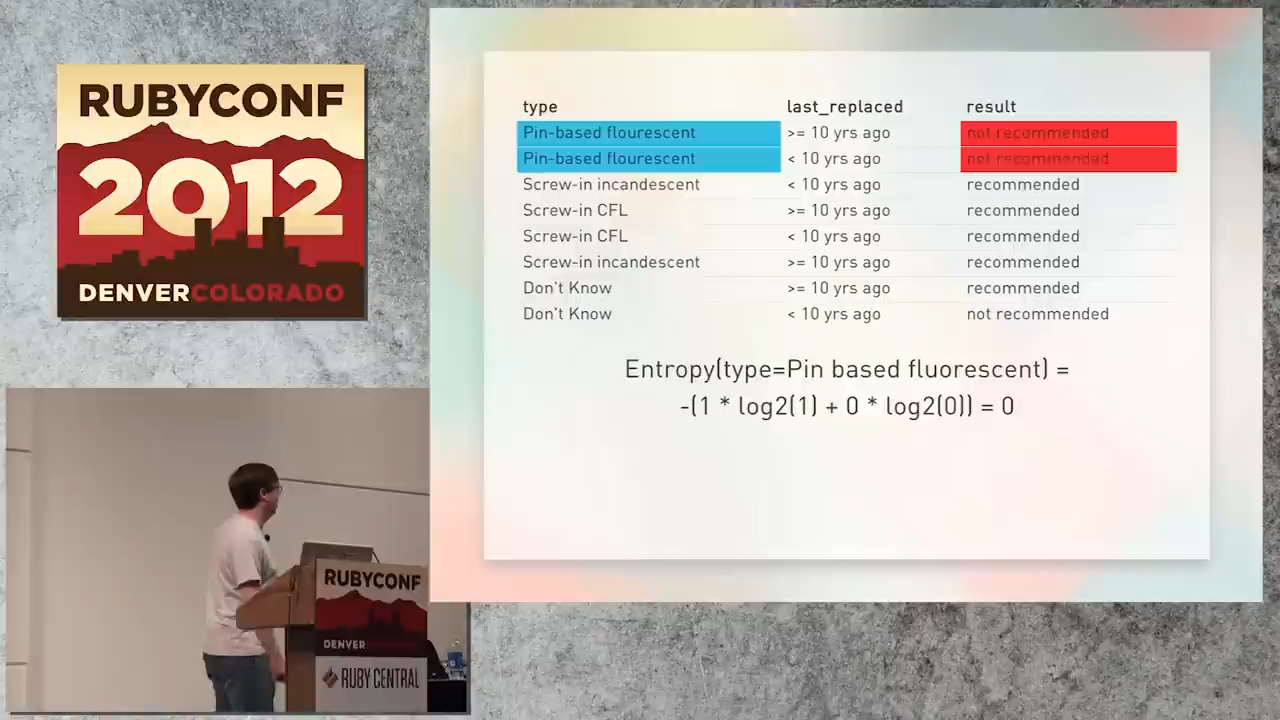 RUBYCONF
2012
DENVERCOLORADO
type last_replaced result
Pin-based flourescent >= 10 yrs ago not recommended
Pin-based flourescent < 10 yrs ago not recommended
Screw-in incandescent < 10 yrs ago recommended
Screw-in CFL >= 10 yrs ago recommended
Screw-in CFL < 10 yrs ago recommended
Screw-in incandescent >= 10 yrs ago recommended
Don't Know >= 10 yrs ago recommended
Don't Know < 10 yrs ago not recommended
Entropy(type=Pin based fluorescent) =
-(1 * log2(1) + 0 * log2(0)) = 0
RUBYCONF
DENVER
RUBY CENTRAL